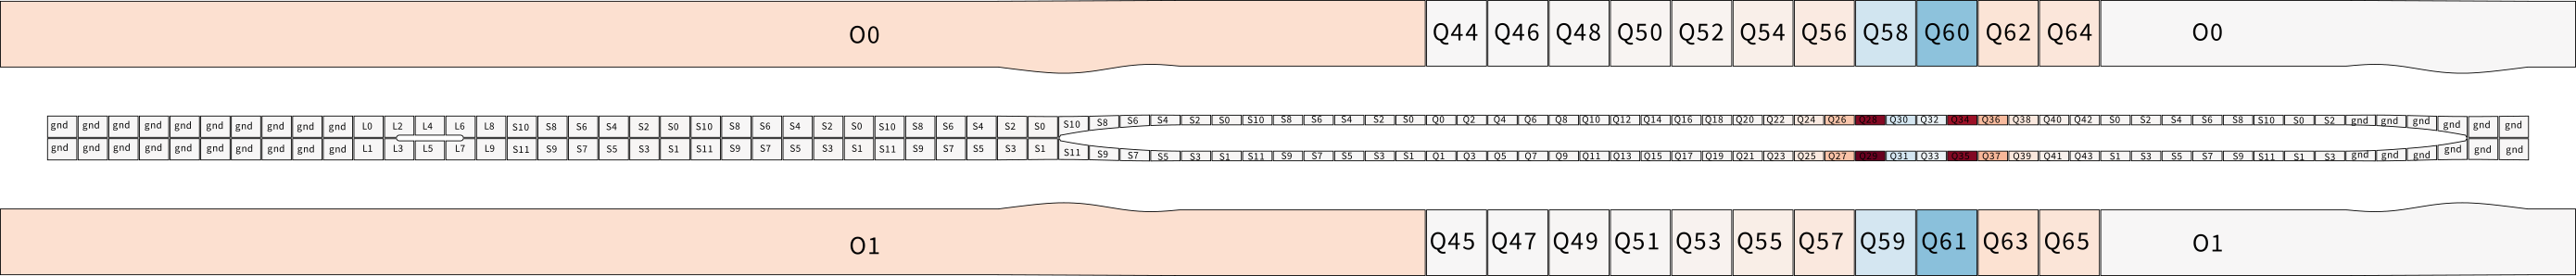 O0 Q44 Q46 Q48 Q50 Q52 Q54 Q56 Q58 Q60 Q62 Q64 O0
gnd gnd gnd gnd gnd gnd gnd gnd gnd gnd L0 L2 L4 L6 L8 S10 S8 S6 S4 S2 S0 S10 S8 S6 S4 S2 S0 S10 S8 S6 S4 S2 S0 S10 S8 S6 S4 S2 S0 S10 S8 S6 S4 S2 S0 Q0 Q2 Q4 Q6 Q8 Q10 Q12 Q14 Q16 Q18 Q20 Q22 Q24 Q26 Q28 Q30 Q32 Q34 Q36 Q38 Q40 Q42 S0 S2 S4 S6 S8 S10 S0 S2 gnd gnd gnd gnd gnd gnd
gnd gnd gnd gnd gnd gnd gnd gnd gnd gnd L1 L3 L5 L7 L9 S11 S9 S7 S5 S3 S1 S11 S9 S7 S5 S3 S1 S11 S9 S7 S5 S3 S1 S11 S9 S7 S5 S3 S1 S11 S9 S7 S5 S3 S1 Q1 Q3 Q5 Q7 Q9 Q11 Q13 Q15 Q17 Q19 Q21 Q23 Q25 Q27 Q29 Q31 Q33 Q35 Q37 Q39 Q41 Q43 S1 S3 S5 S7 S9 S11 S1 S3 gnd gnd gnd gnd gnd gnd
O1 Q45 Q47 Q49 Q51 Q53 Q55 Q57 Q59 Q61 Q63 Q65 O1